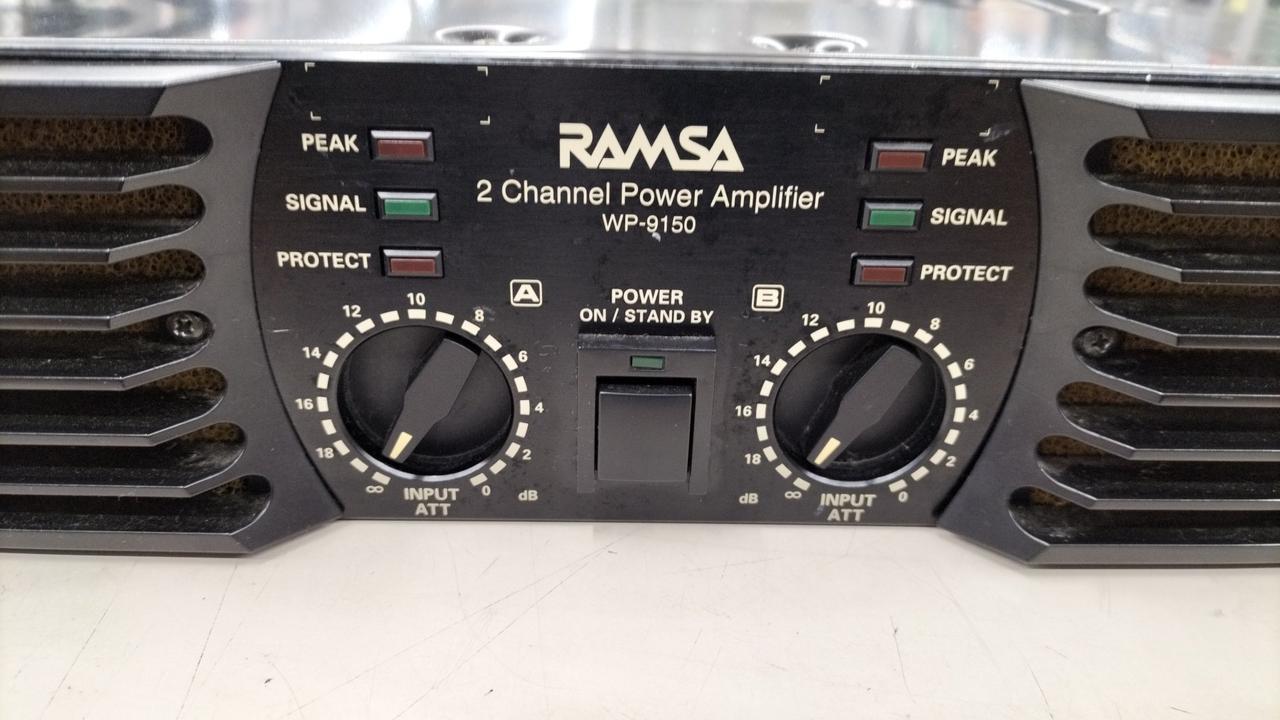 RAMSA
2 Channel Power Amplifier
WP-9150
PEAK
SIGNAL
PROTECT
A
12 10 8
14 6
16 4
18 2
∞ 0 dB
INPUT
ATT
POWER
ON / STAND BY
PEAK
SIGNAL
PROTECT
B
12 10 8
14 6
16 4
18 2
dB ∞ 0
INPUT
ATT